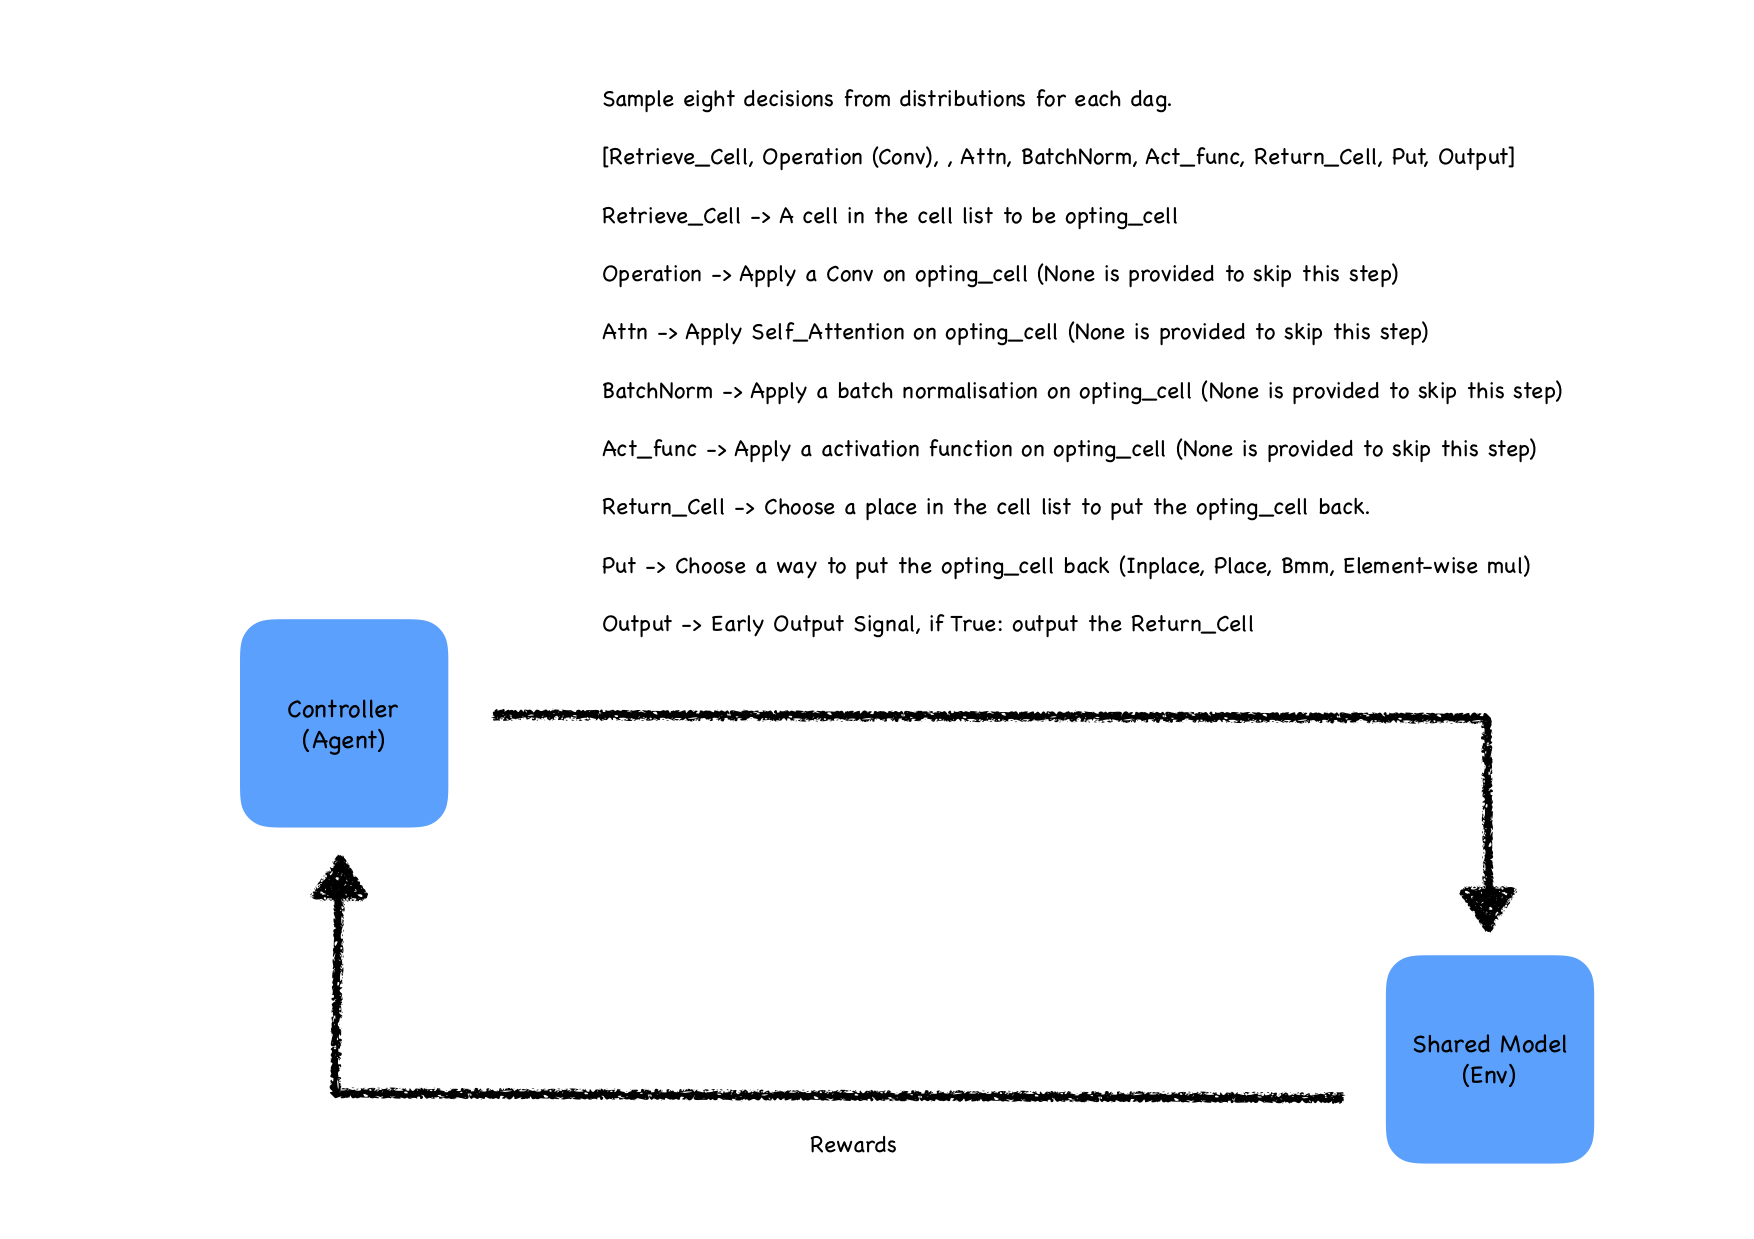 Sample eight decisions from distributions for each dag.
[Retrieve_Cell, Operation (Conv), , Attn, BatchNorm, Act_func, Return_Cell, Put, Output]
Retrieve_Cell -> A cell in the cell list to be opting_cell
Operation -> Apply a Conv on opting_cell (None is provided to skip this step)
Attn -> Apply Self_Attention on opting_cell (None is provided to skip this step)
BatchNorm -> Apply a batch normalisation on opting_cell (None is provided to skip this step)
Act_func -> Apply a activation function on opting_cell (None is provided to skip this step)
Return_Cell -> Choose a place in the cell list to put the opting_cell back.
Put -> Choose a way to put the opting_cell back (Inplace, Place, Bmm, Element-wise mul)
Output -> Early Output Signal, if True: output the Return_Cell
Controller
(Agent)
Shared Model
(Env)
Rewards